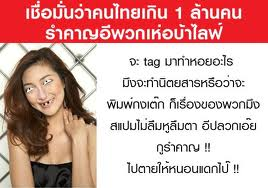 เชื่อมั่นว่าคนไทยเกิน 1 ล้านคน
รำคาญอีพวกเห่อบ้าไลฟ์
จะ tag มาทำหอยอะไร
มึงจะทำนิตยสารหรือว่าจะ
พิมพ์กงเต๊ก ก็เรื่องของพวกมึง
สแปมไม่ลืมหูลืมตา อีปลวกเอ๊ย
กูรำคาญ !!
ไปตายให้หนอนแดกไป๊ !!